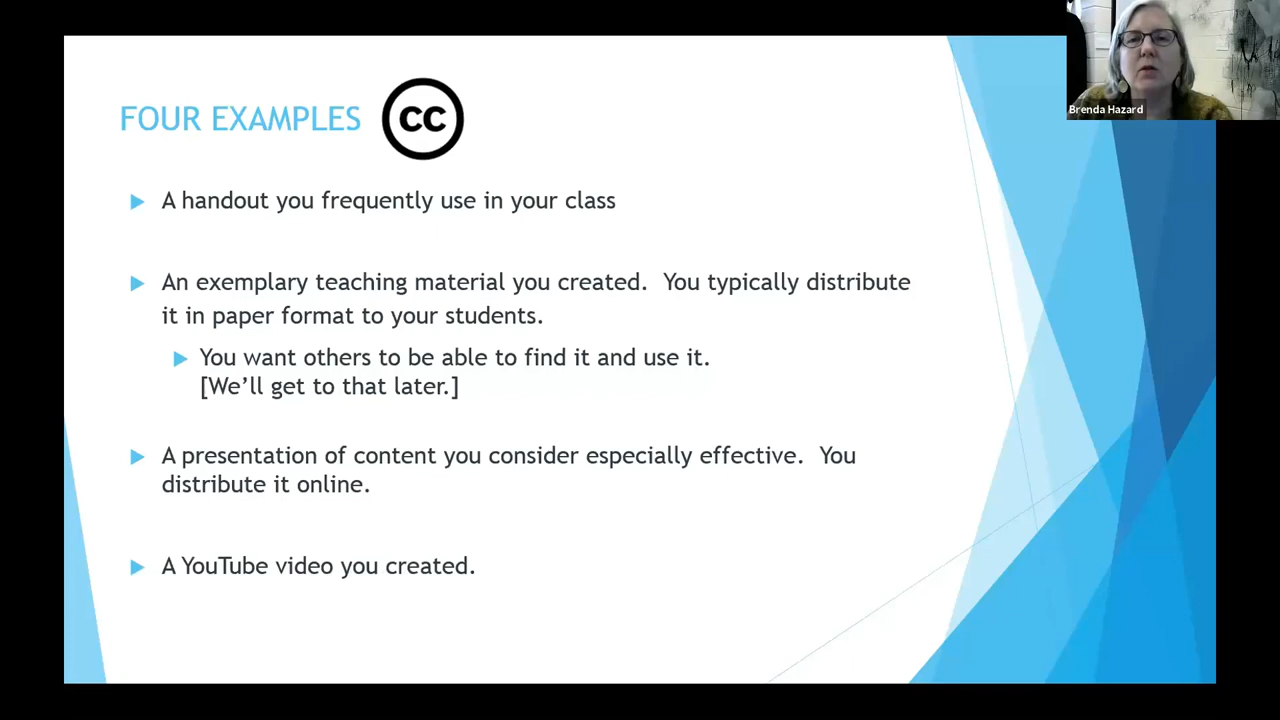 FOUR EXAMPLES
cc
Brenda Hazard
A handout you frequently use in your class
An exemplary teaching material you created.  You typically distribute
it in paper format to your students.
You want others to be able to find it and use it.
[We’ll get to that later.]
A presentation of content you consider especially effective.  You
distribute it online.
A YouTube video you created.